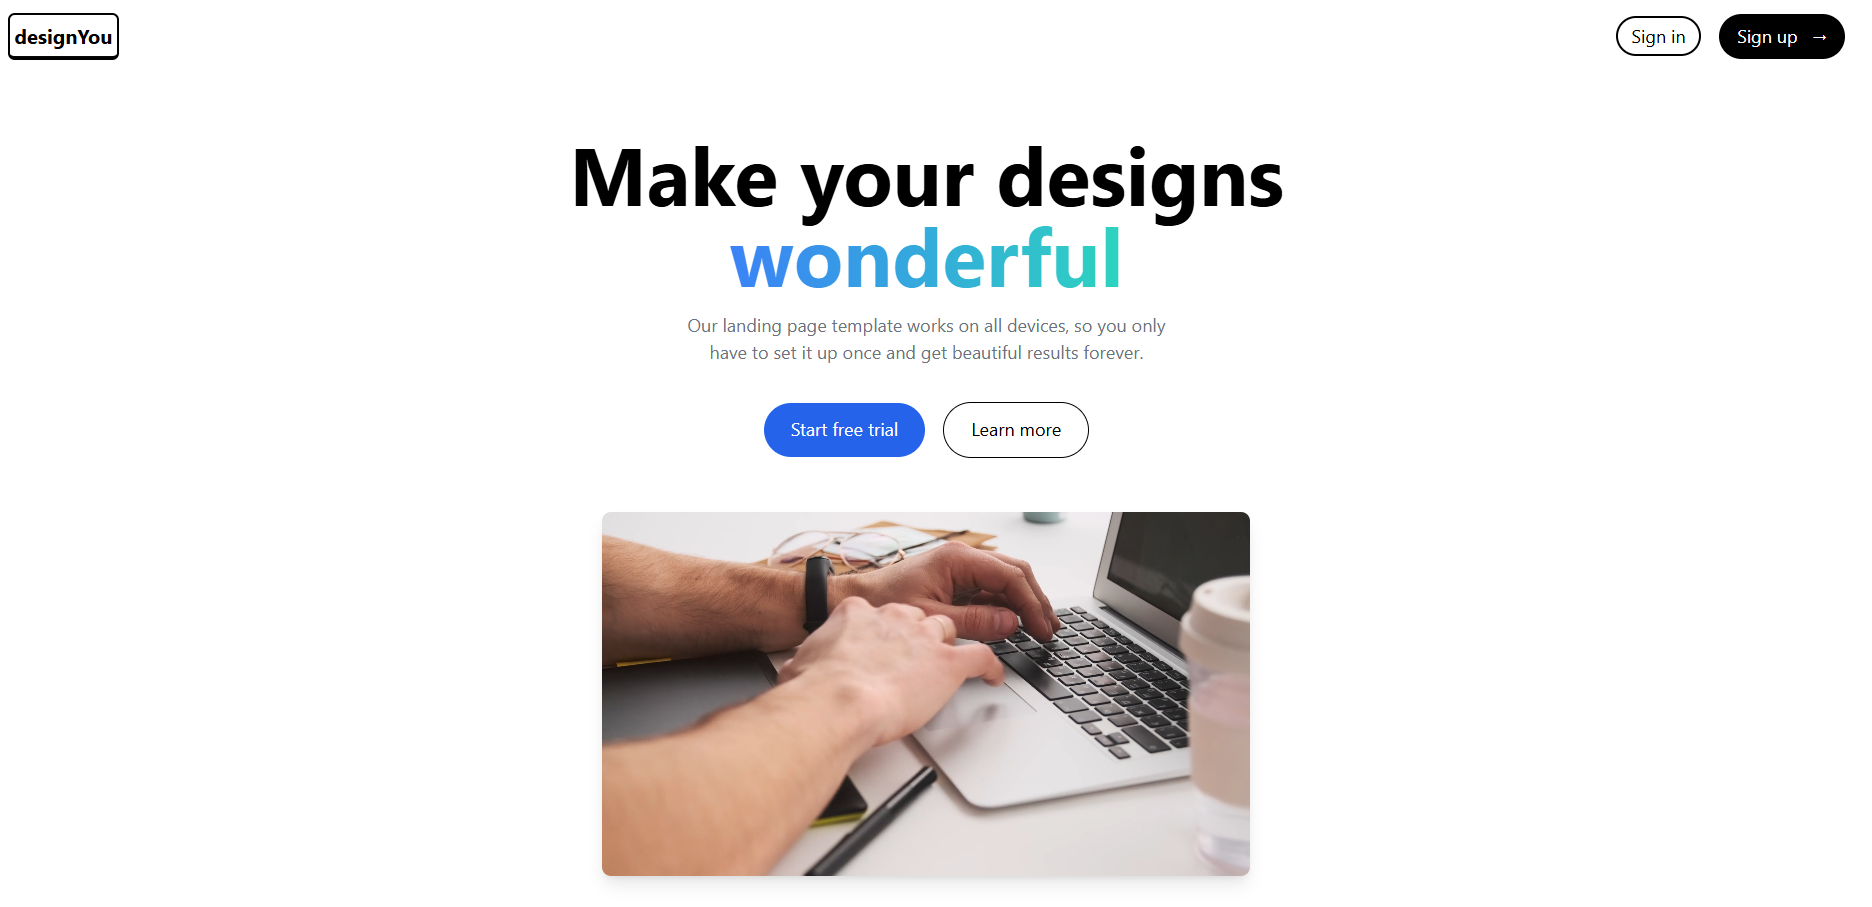 designYou
Sign in
Sign up →
Make your designs
wonderful
Our landing page template works on all devices, so you only
have to set it up once and get beautiful results forever.
Start free trial
Learn more